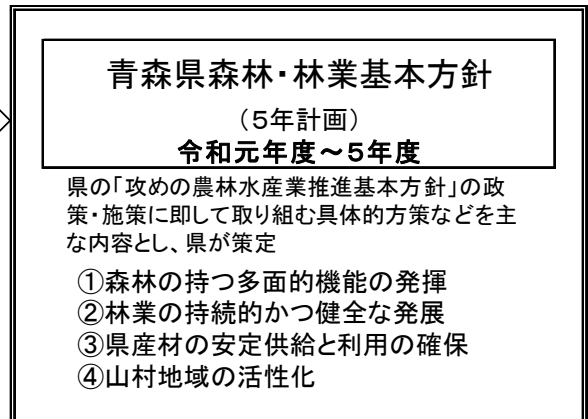 青森県森林・林業基本方針
（５年計画）
令和元年度～５年度
県の「攻めの農林水産業推進基本方針」の政
策・施策に即して取り組む具体的方策などを主
な内容とし、県が策定
①森林の持つ多面的機能の発揮
②林業の持続的かつ健全な発展
③県産材の安定供給と利用の確保
④山村地域の活性化